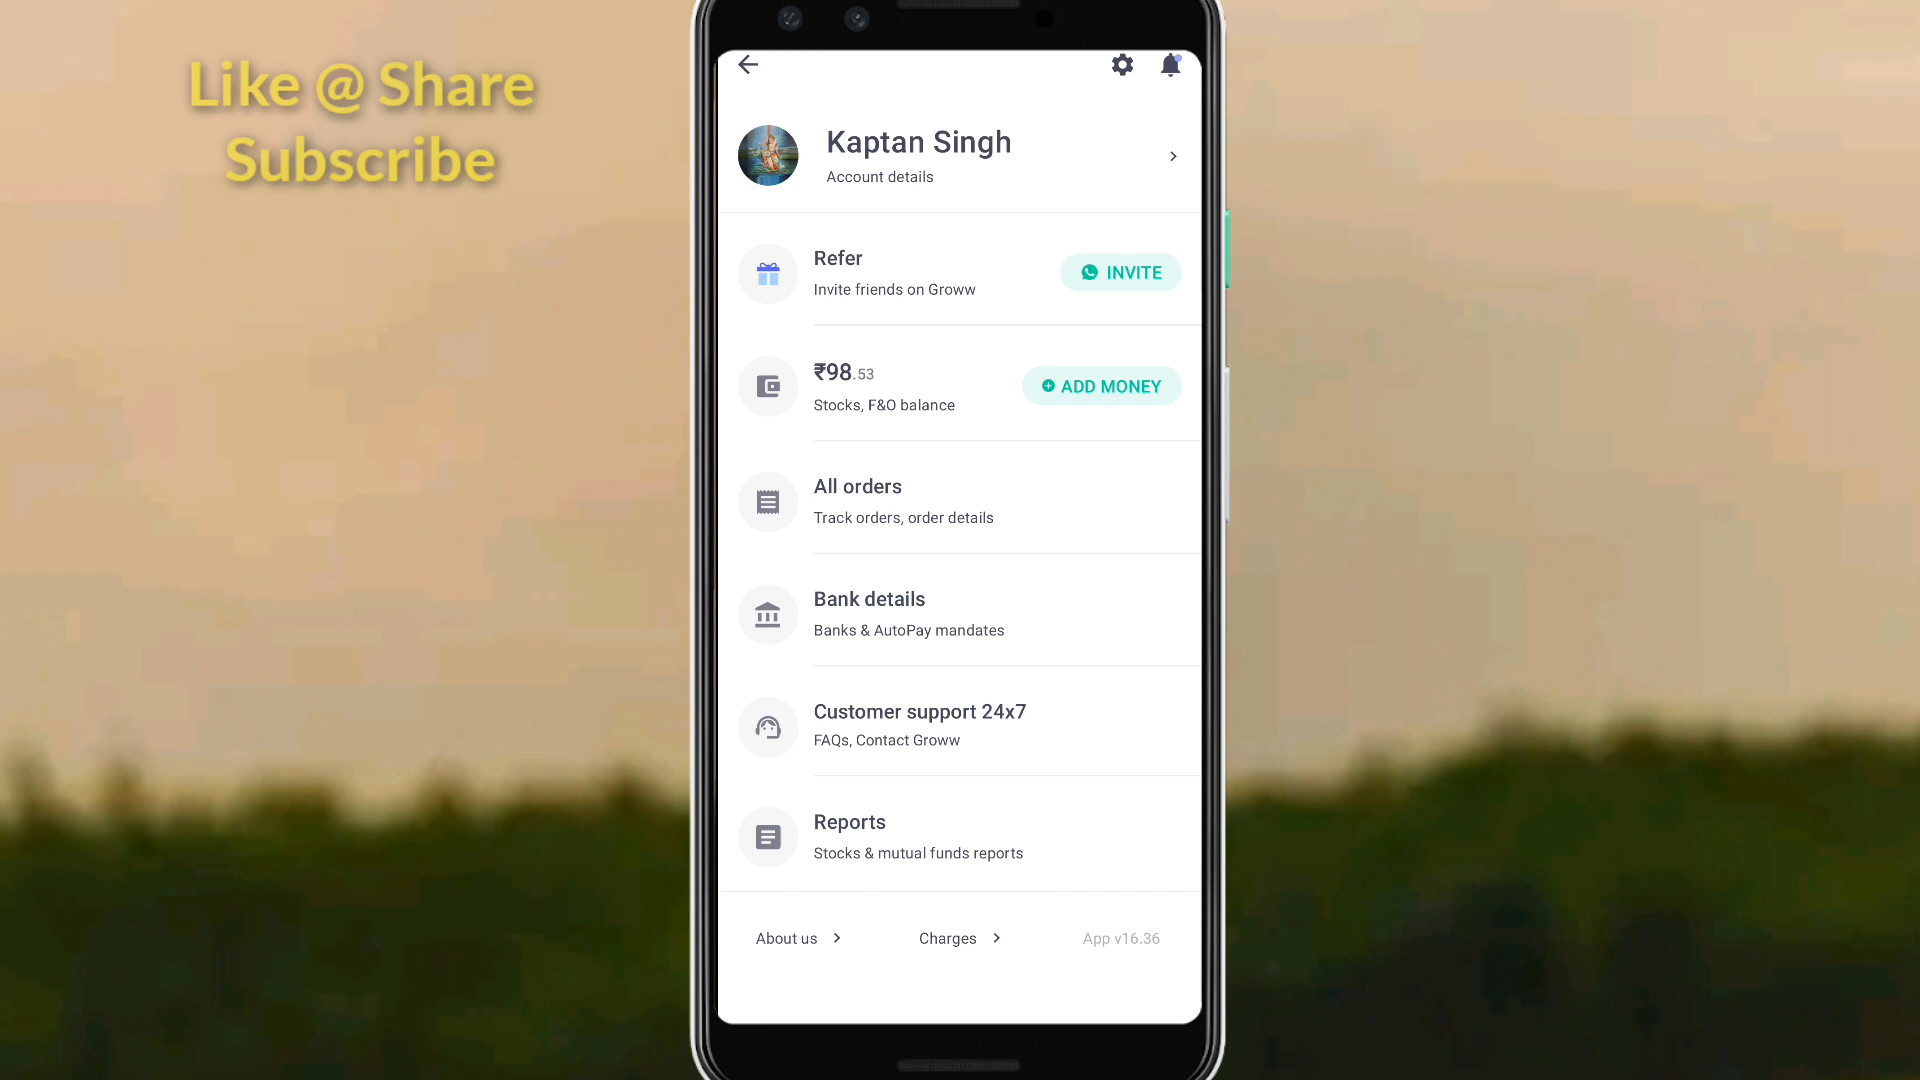 Like @ Share
Subscribe
Kaptan Singh
Account details
Refer
Invite friends on Groww
INVITE
₹98.53
Stocks, F&O balance
ADD MONEY
All orders
Track orders, order details
Bank details
Banks & AutoPay mandates
Customer support 24x7
FAQs, Contact Groww
Reports
Stocks & mutual funds reports
About us
Charges
App v16.36